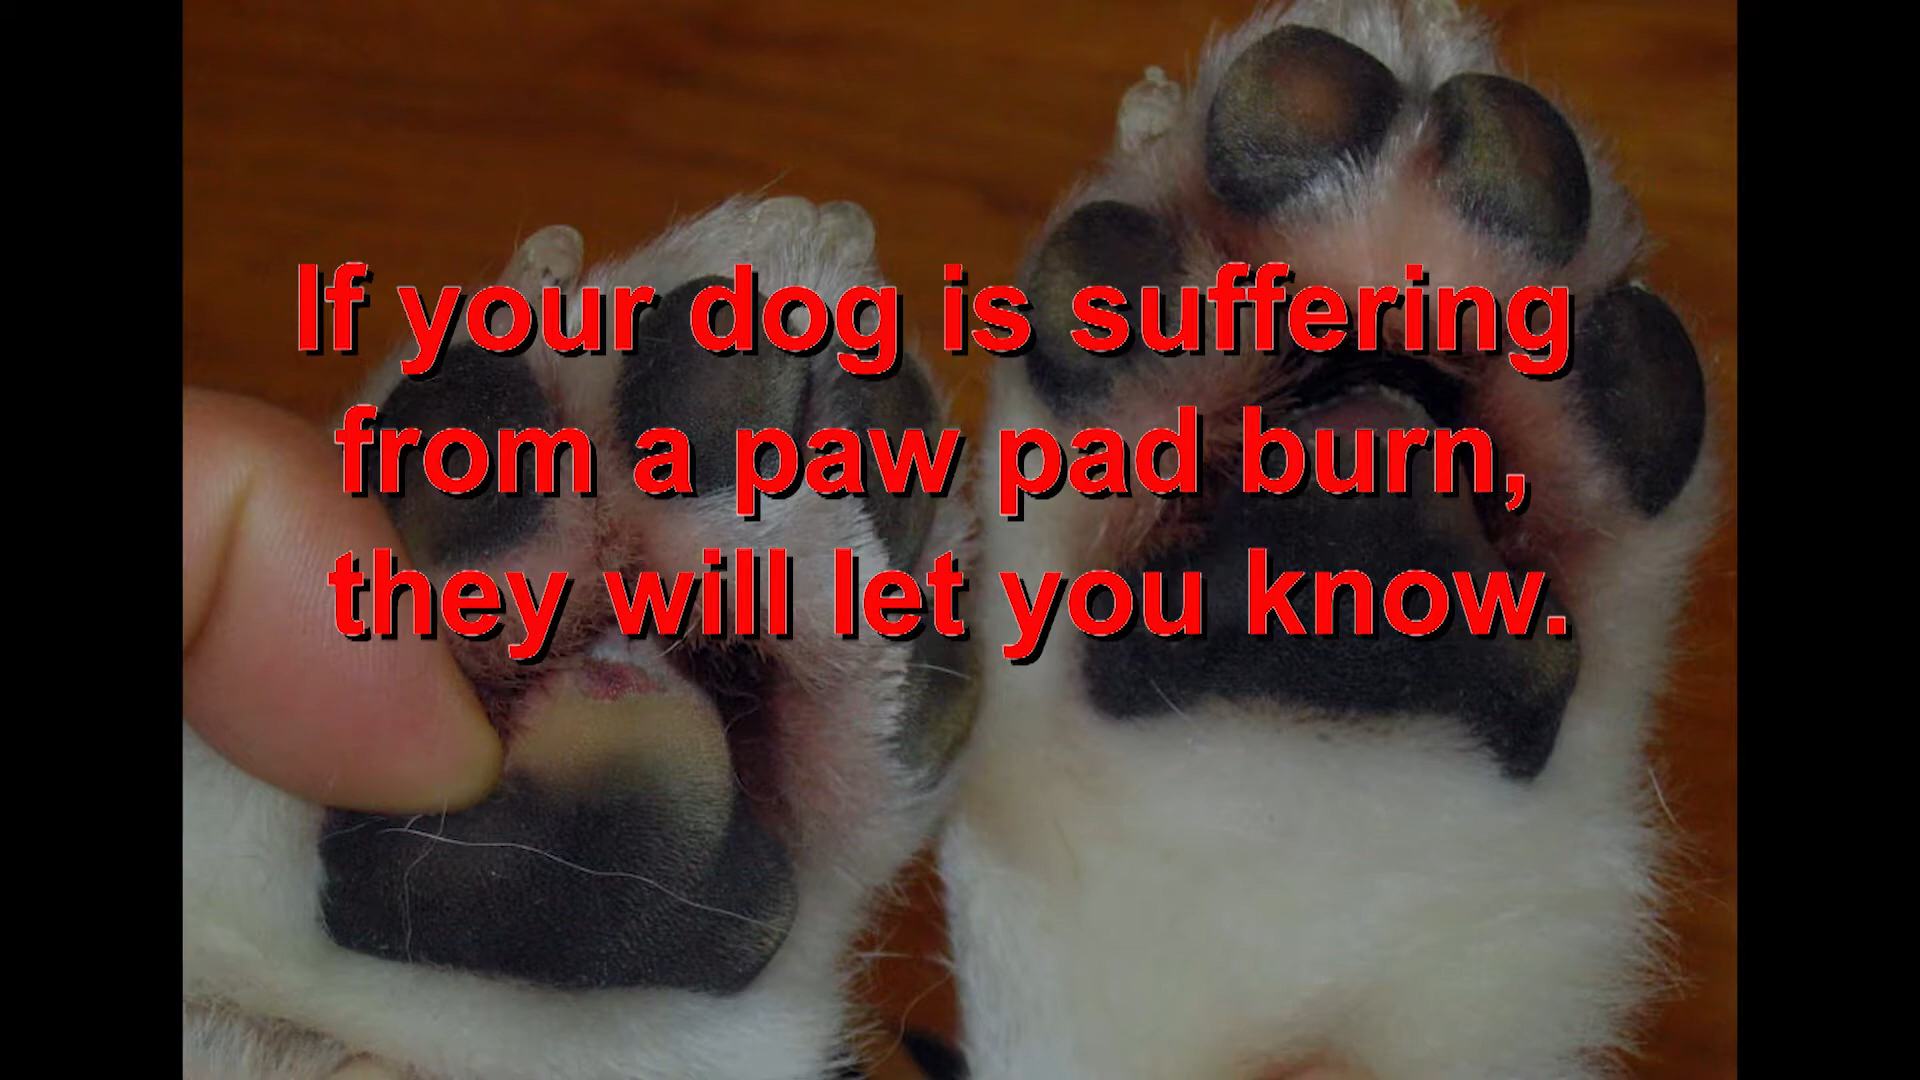 If your dog is suffering
from a paw pad burn,
they will let you know.